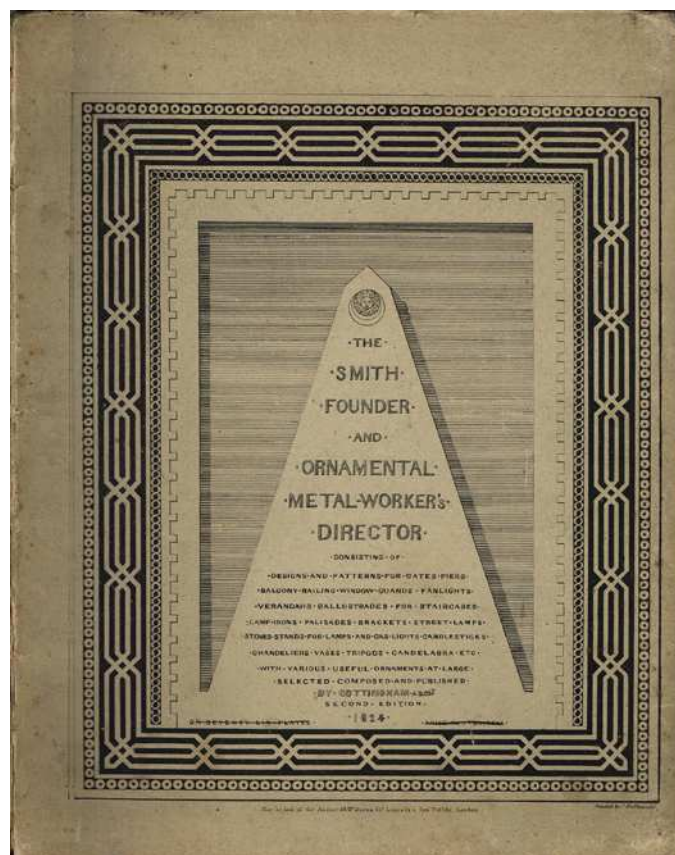 ·THE·
·SMITH·
·FOUNDER·
·AND·
·ORNAMENTAL·
·METAL-WORKER's·
·DIRECTOR·
·CONSISTING·OF·
·DESIGNS·AND·PATTERNS·FOR·GATES·PIERS·
·BALCONY·RAILING·WINDOW·GUARDS·FANLIGHTS·
·VERANDAHS·BALLUSTRADES·FOR·STAIRCASES·
·LAMP-IRONS·PALISADES·BRACKETS·STREET·LAMPS·
·STOVES·STANDS·FOR·LAMPS·AND·GAS·LIGHTS·CANDLESTICKS·
·CHANDELIERS·VASES·TRIPODS·CANDELABRA·ETC·
·WITH·VARIOUS·USEFUL·ORNAMENTS·AT·LARGE·
·SELECTED·COMPOSED·AND·PUBLISHED·
·BY·COTTINGHAM·
SECOND·EDITION·
·1824·